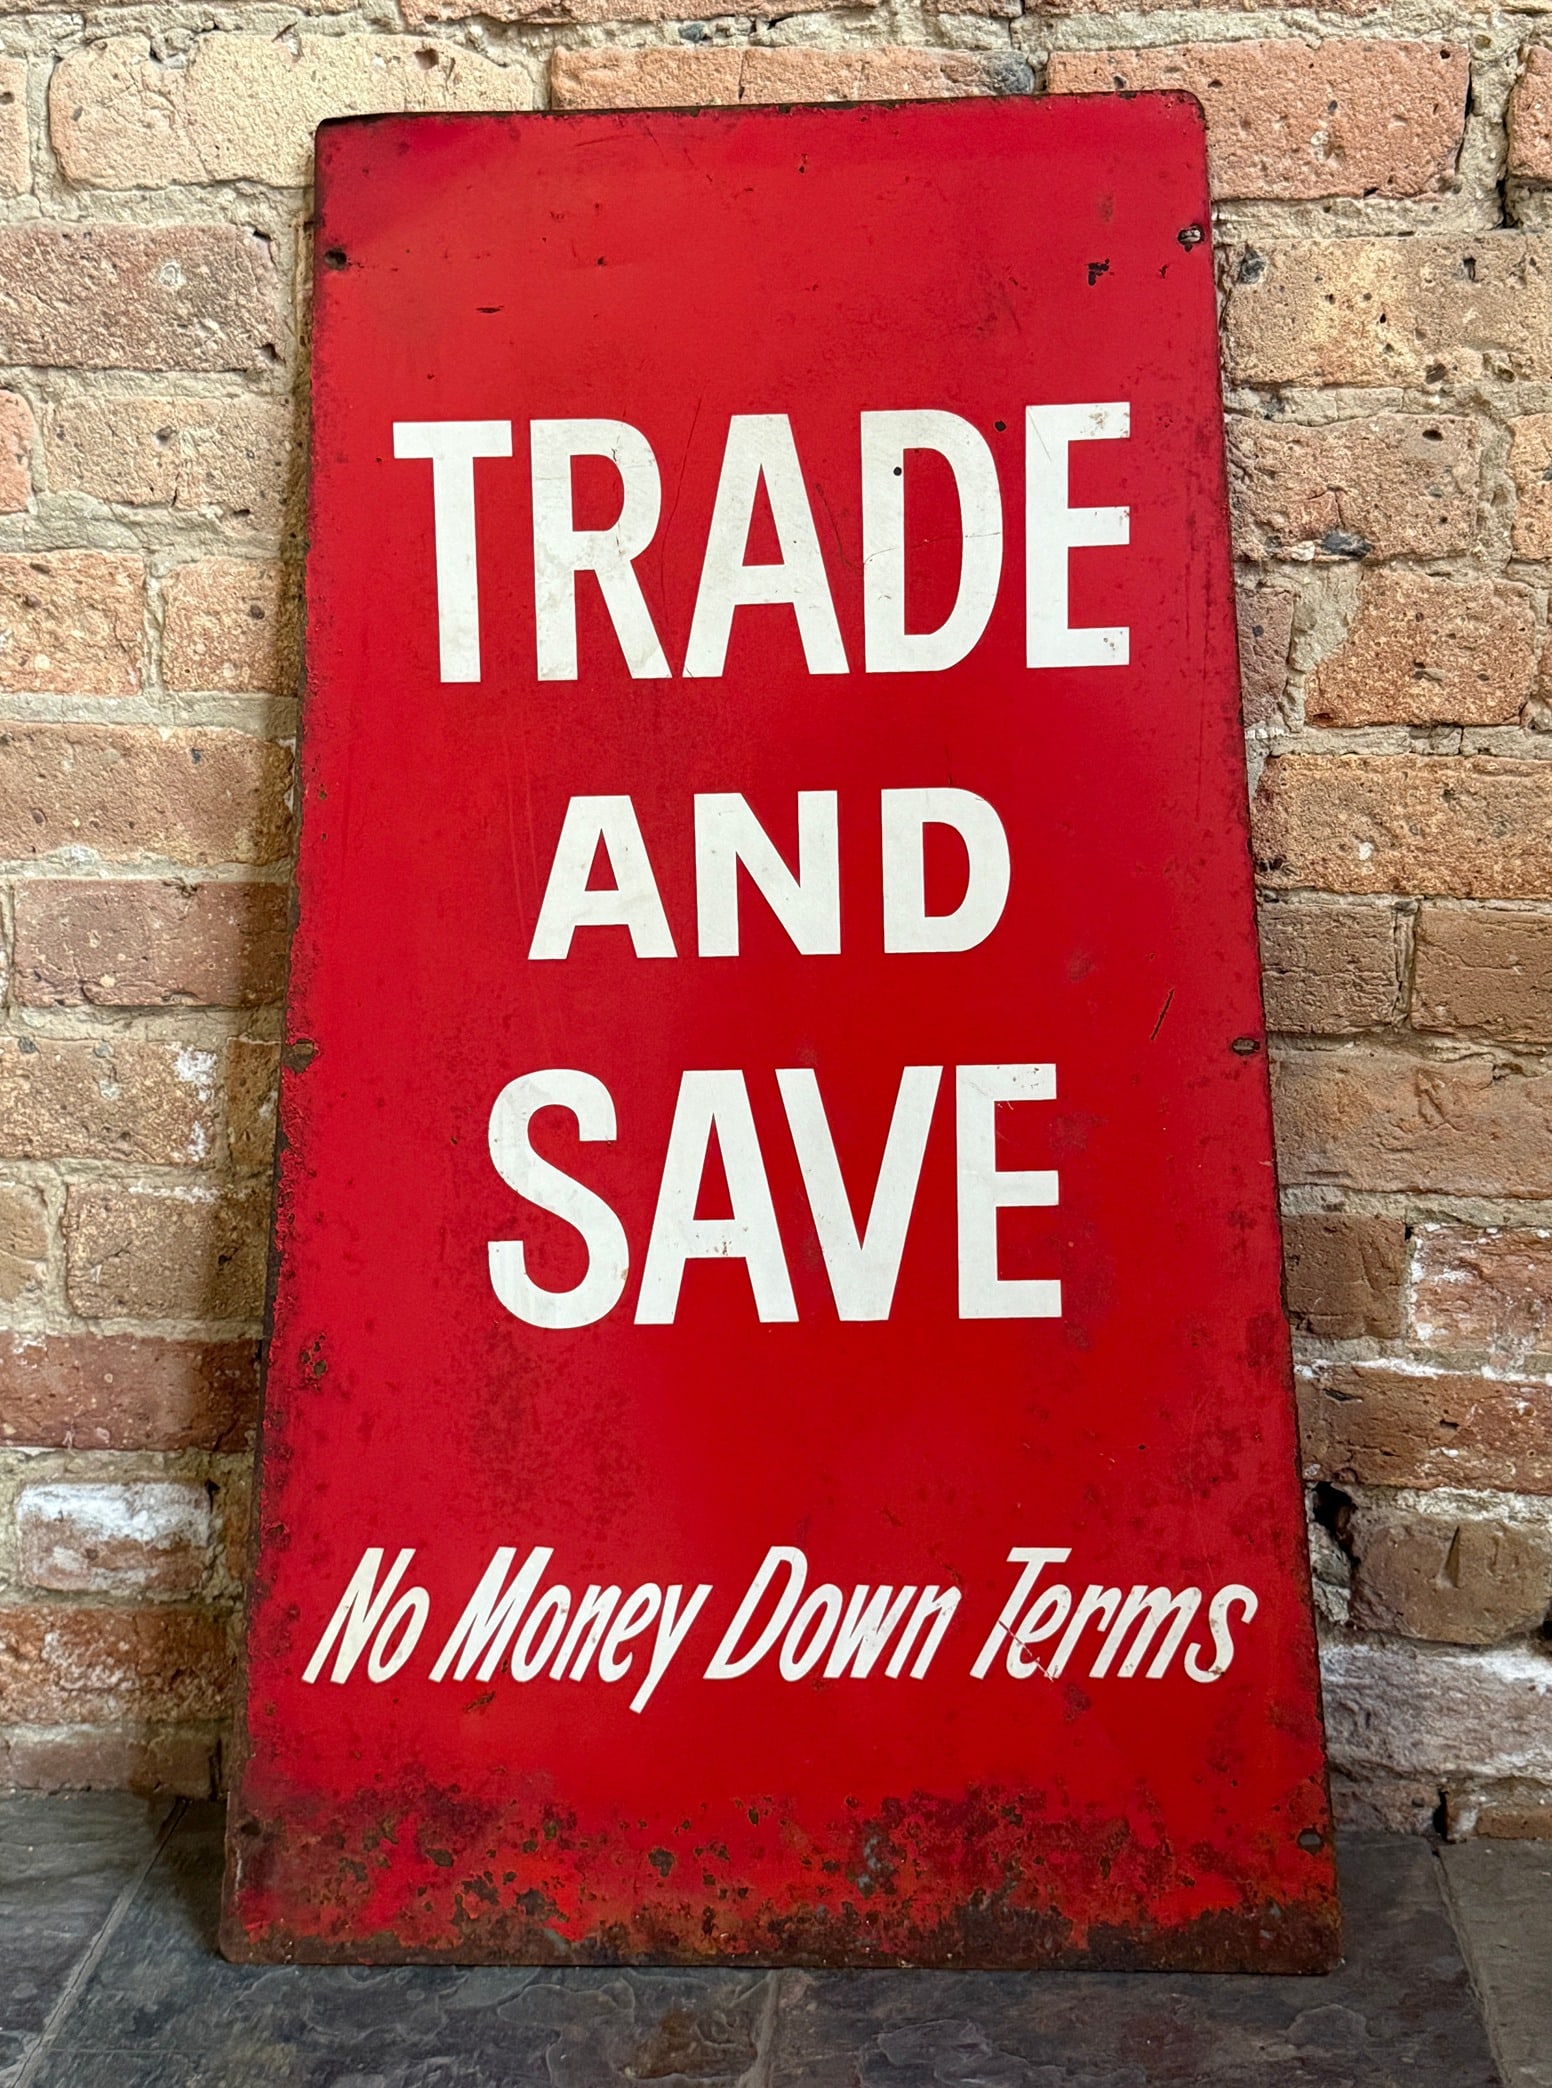 TRADE
AND
SAVE
No Money Down Terms